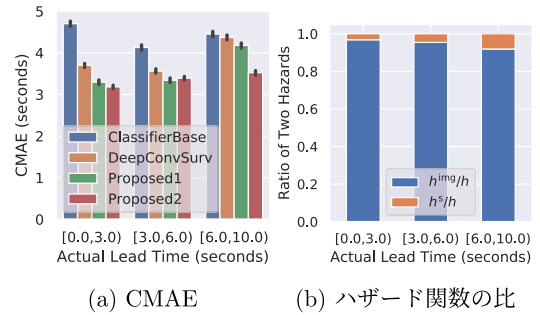 CMAE (seconds)
5
4
3
2
1
0
ClassifierBase
DeepConvSurv
Proposed1
Proposed2
[0.0,3.0) [3.0,6.0) [6.0,10.0)
Actual Lead Time (seconds)
(a) CMAE
Ratio of Two Hazards
1.0
0.8
0.6
0.4
0.2
0.0
h^img/h
h^s/h
[0.0,3.0) [3.0,6.0) [6.0,10.0)
Actual Lead Time (seconds)
(b) ハザード関数の比